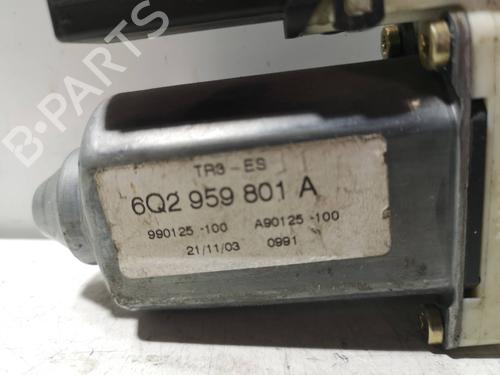 B-PARTS
TR3-ES
6Q2 959 801 A
990125-100 A90125-100
21/11/03 0991